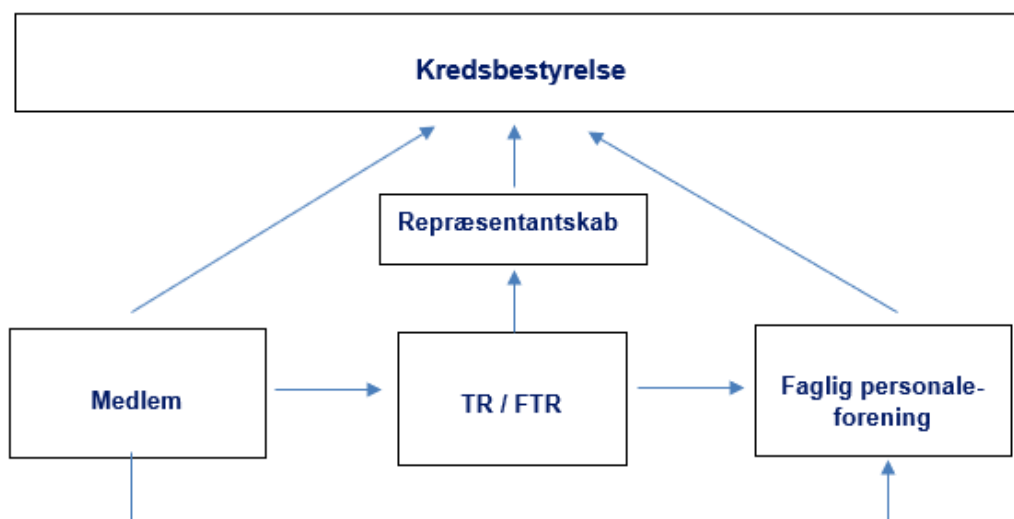 Kredsbestyrelse
Repræsentantskab
Medlem
TR / FTR
Faglig personale-
forening